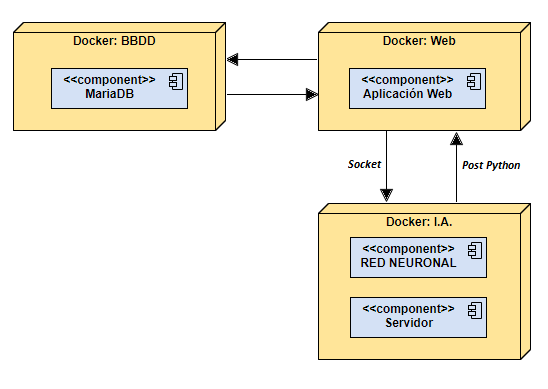 Docker: BBDD
<<component>>
MariaDB
Docker: Web
<<component>>
Aplicación Web
Socket
Post Python
Docker: I.A.
<<component>>
RED NEURONAL
<<component>>
Servidor